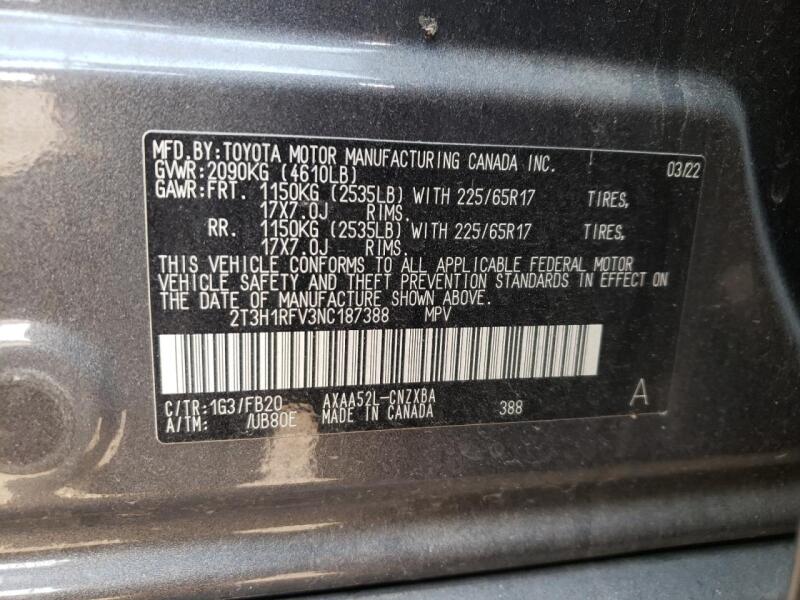 MFD.BY:TOYOTA MOTOR MANUFACTURING CANADA INC. 03/22
GVWR:2090KG (4610LB)
GAWR:FRT. 1150KG (2535LB) WITH 225/65R17 TIRES,
17X7.0J RIMS.
RR. 1150KG (2535LB) WITH 225/65R17 TIRES,
17X7.0J RIMS.
THIS VEHICLE CONFORMS TO ALL APPLICABLE FEDERAL MOTOR
VEHICLE SAFETY AND THEFT PREVENTION STANDARDS IN EFFECT ON
THE DATE OF MANUFACTURE SHOWN ABOVE.
2T3H1RFV3NC187388 MPV
C/TR:1G3/FB20 AXAA52L-CNZXBA A
A/TM: /UB80E MADE IN CANADA 388